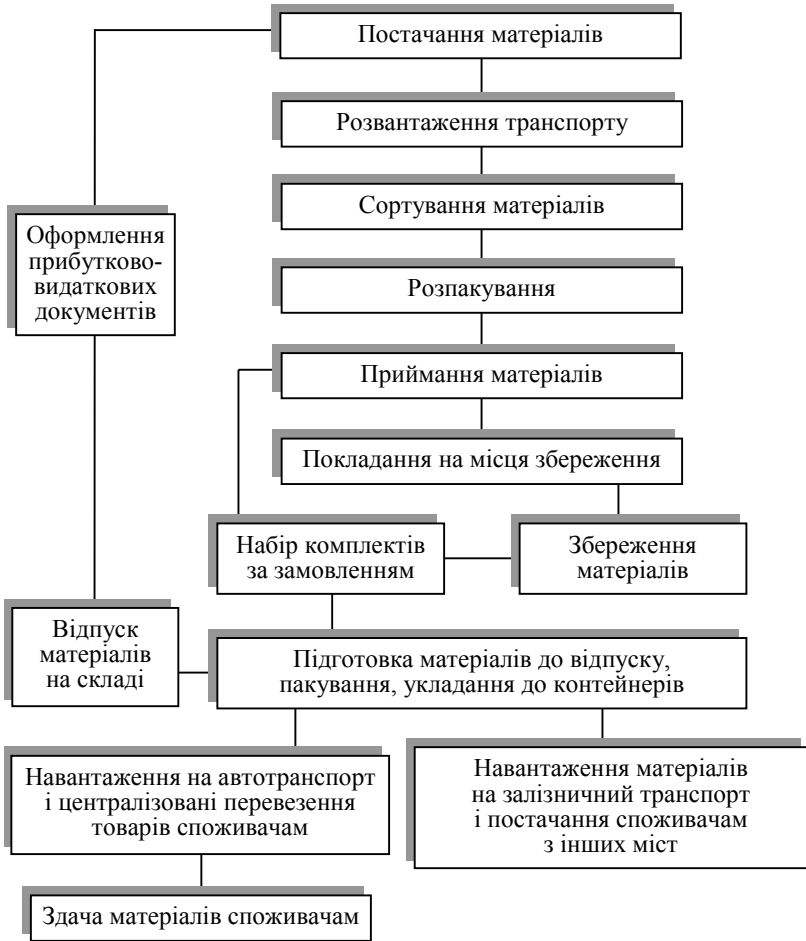 Постачання матеріалів
Розвантаження транспорту
Сортування матеріалів
Оформлення
прибутково-
видаткових
документів
Розпакування
Приймання матеріалів
Покладання на місця збереження
Набір комплектів
за замовленням
Збереження
матеріалів
Відпуск
матеріалів
на складі
Підготовка матеріалів до відпуску,
пакування, укладання до контейнерів
Навантаження на автотранспорт
і централізовані перевезення
товарів споживачам
Навантаження матеріалів
на залізничний транспорт
і постачання споживачам
з інших міст
Здача матеріалів споживачам